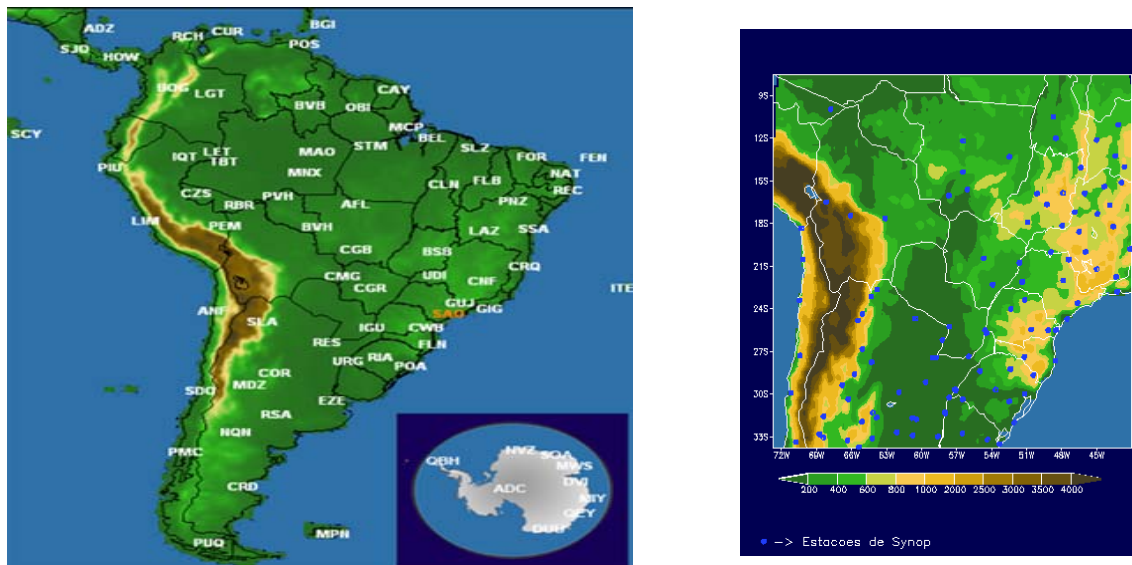 BGI
ADZ
RCH CUR
SJO HOW POS
BOG LGT
BVB OBI CAY
SCY MCP
LET MAO STM BEL SLZ
IQT TBT FOR FEN
PIU MNX NAT
CZS PVH CLN FLB REC
RBR AFL PNZ
LIM PEM BVH LAZ SSA
CGB BSB
CMG UDI CNF CRQ
CGR ITE
ANF SLA GUJ GIG
SAO
RES IGU CWB
FLN
URG RIA POA
COR
SDO MDZ
RSA EZE
NQN
PMC
CRD
MPN
PUQ
QBH NVZ SQA
MWS
ADC DVI
QEY
9S
12S
15S
18S
21S
24S
27S
30S
33S
72W 69W 66W 63W 60W 57W 54W 51W 48W 45W
200 400 600 800 1000 2000 2500 3000 3500 4000
-> Estacoes de Synop